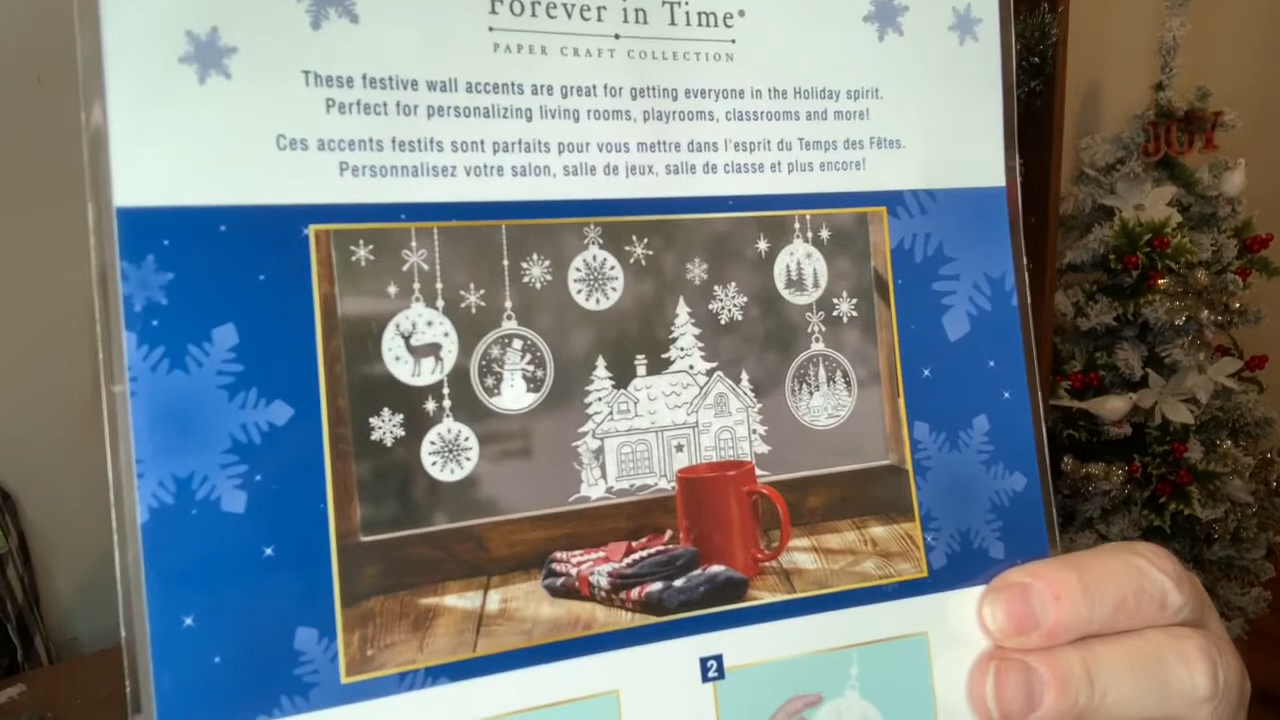 Forever in Time®
PAPER CRAFT COLLECTION
These festive wall accents are great for getting everyone in the Holiday spirit.
Perfect for personalizing living rooms, playrooms, classrooms and more!
Ces accents festifs sont parfaits pour vous mettre dans l'esprit du Temps des Fêtes.
Personnalisez votre salon, salle de jeux, salle de classe et plus encore!
JOY
2